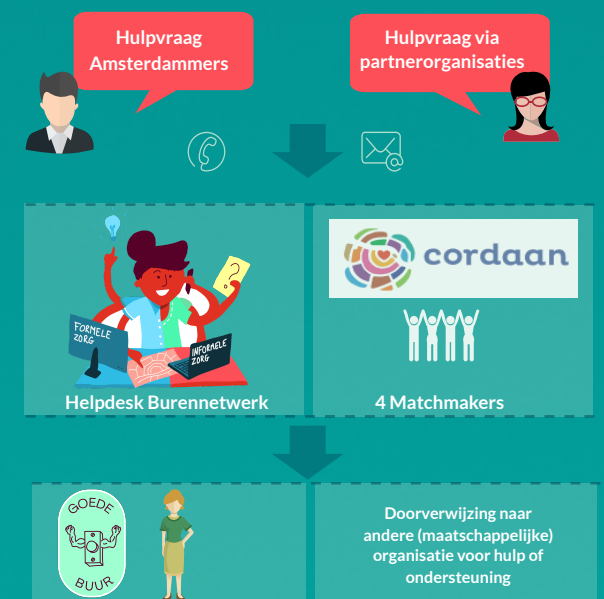 Hulpvraag
Amsterdammers
Hulpvraag via
partnerorganisaties
FORMELE
ZORG
INFORMELE
ZORG
?
Helpdesk Burennetwerk
cordaan
4 Matchmakers
GOEDE
BUUR
Doorverwijzing naar
andere (maatschappelijke)
organisatie voor hulp of
ondersteuning